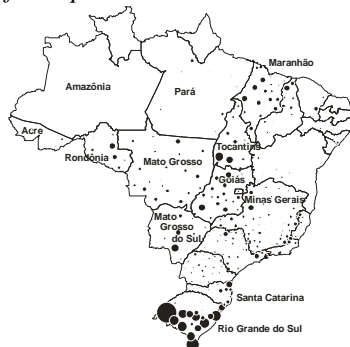 Maranhão
Amazônia
Pará
Acre
Rondônia
Tocantins
Mato Grosso
Goiás
Minas Gerais
Mato
Grosso
do Sul
Santa Catarina
Rio Grande do Sul